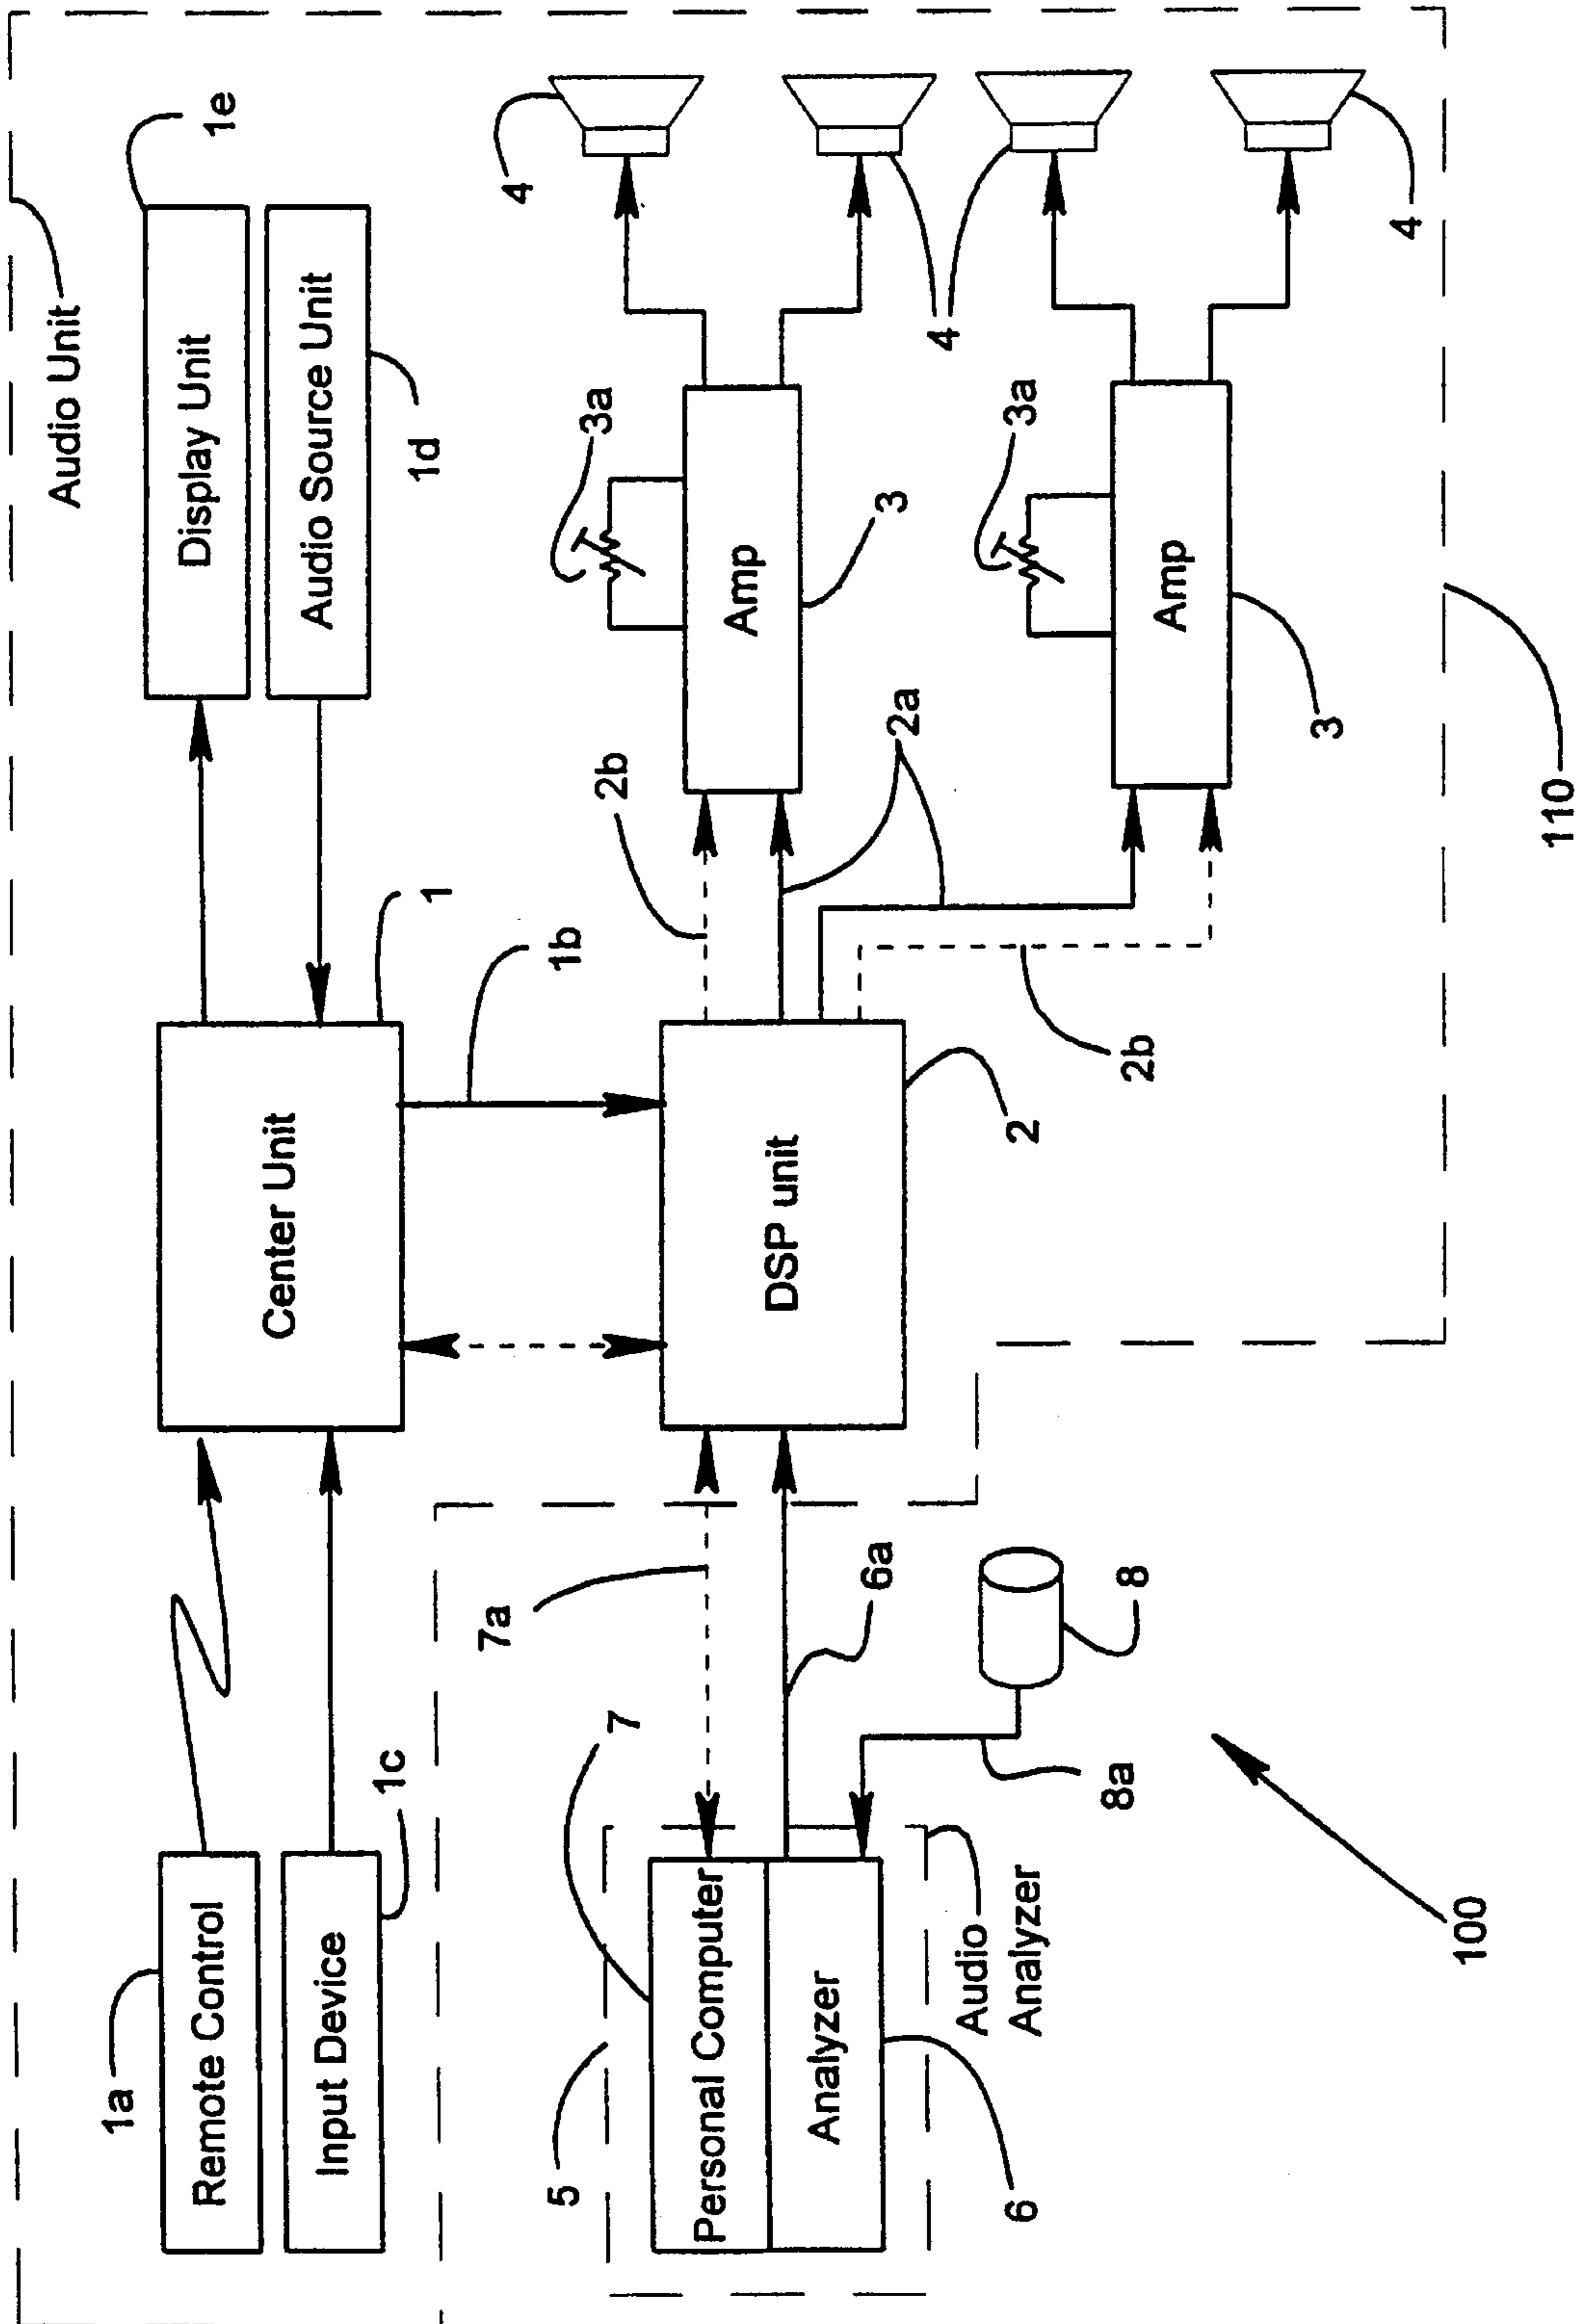 Audio Unit
1a
Remote Control
Input Device
1c
Center Unit
1
1b
Display Unit
1e
Audio Source Unit
1d
5
7
Personal Computer
Analyzer
6
Audio
Analyzer
7a
6a
8
8a
DSP unit
2
2b
2a
2b
3a
Amp
3
3a
Amp
3
4
4
4
100
110